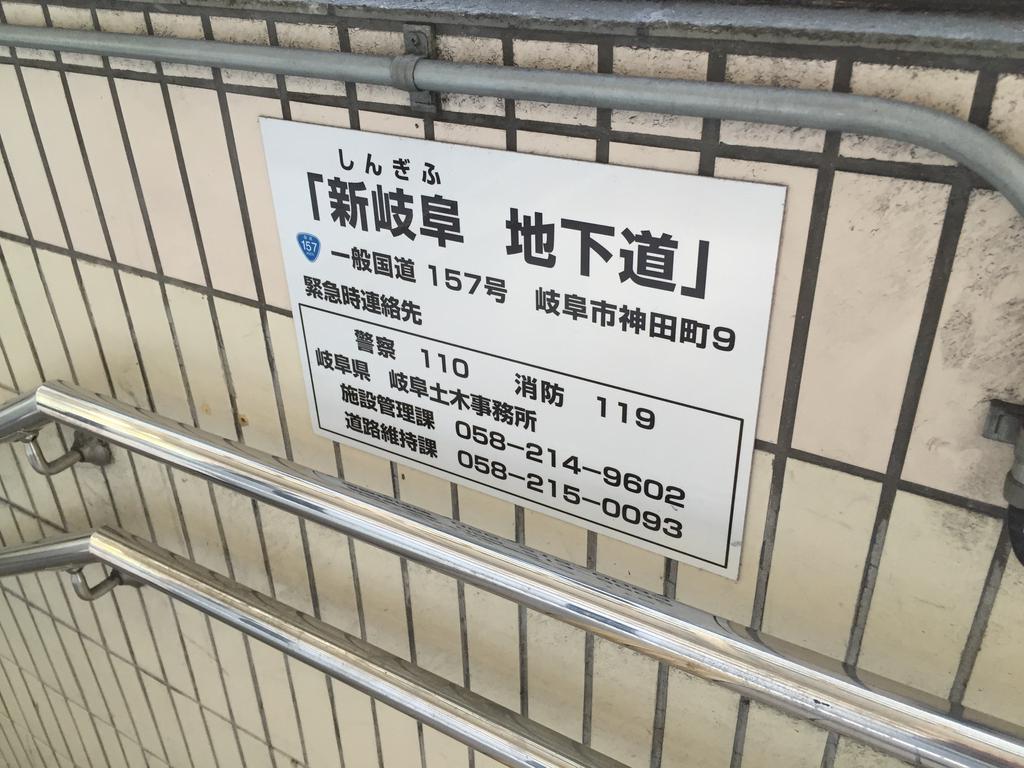 しんぎふ
「新岐阜　地下道」
157 一般国道 157号　岐阜市神田町9
緊急時連絡先
警察　110　消防　119
岐阜県　岐阜土木事務所
施設管理課　058-214-9602
道路維持課　058-215-0093